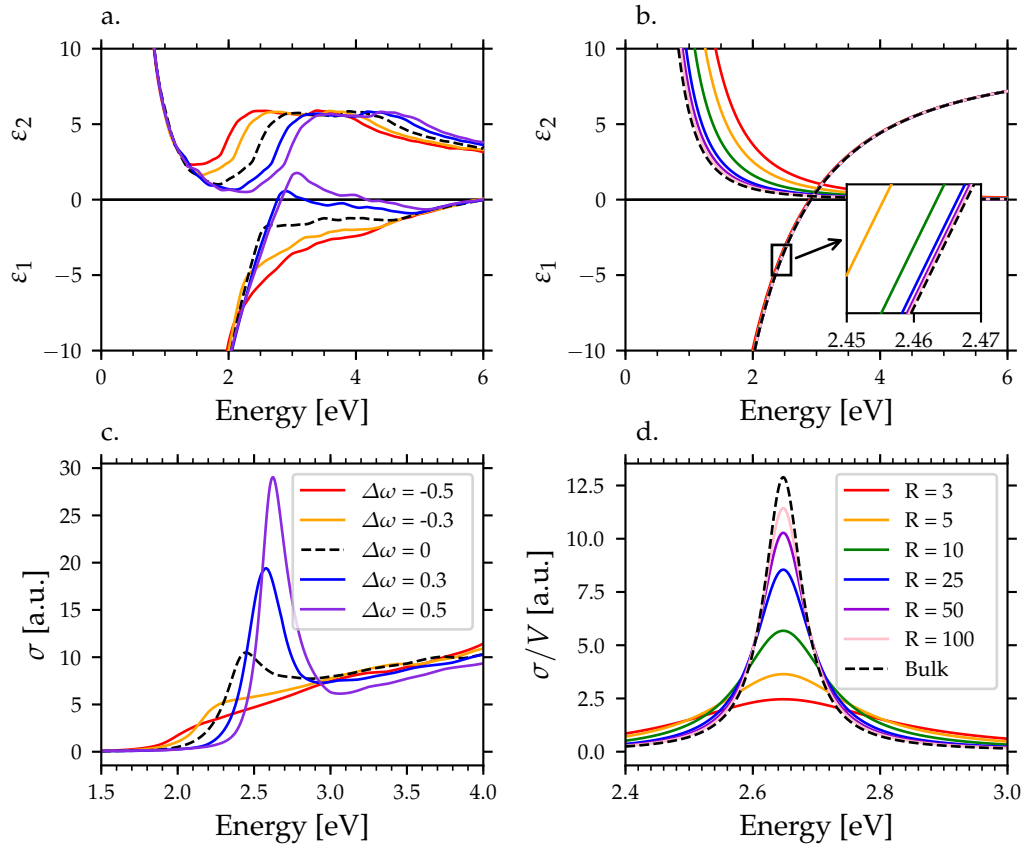 a.
10
5
0
−5
−10
ε2
ε1
0
2
4
6
Energy [eV]
b.
10
5
0
−5
−10
ε2
ε1
2.45
2.46
2.47
0
2
4
6
Energy [eV]
c.
30
25
20
15
10
5
0
σ [a.u.]
Δω = -0.5
Δω = -0.3
Δω = 0
Δω = 0.3
Δω = 0.5
1.5
2.0
2.5
3.0
3.5
4.0
Energy [eV]
d.
12.5
10.0
7.5
5.0
2.5
0.0
σ/V [a.u.]
R = 3
R = 5
R = 10
R = 25
R = 50
R = 100
Bulk
2.4
2.6
2.8
3.0
Energy [eV]